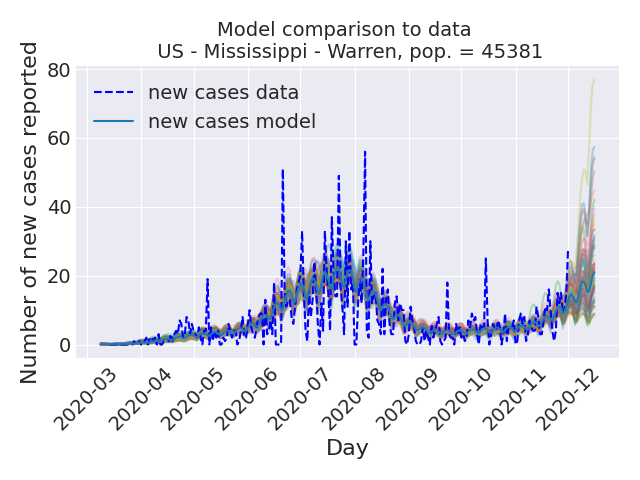 Model comparison to data
US - Mississippi - Warren, pop. = 45381
Number of new cases reported
80
60
40
20
0
new cases data
new cases model
2020-03
2020-04
2020-05
2020-06
2020-07
2020-08
2020-09
2020-10
2020-11
2020-12
Day